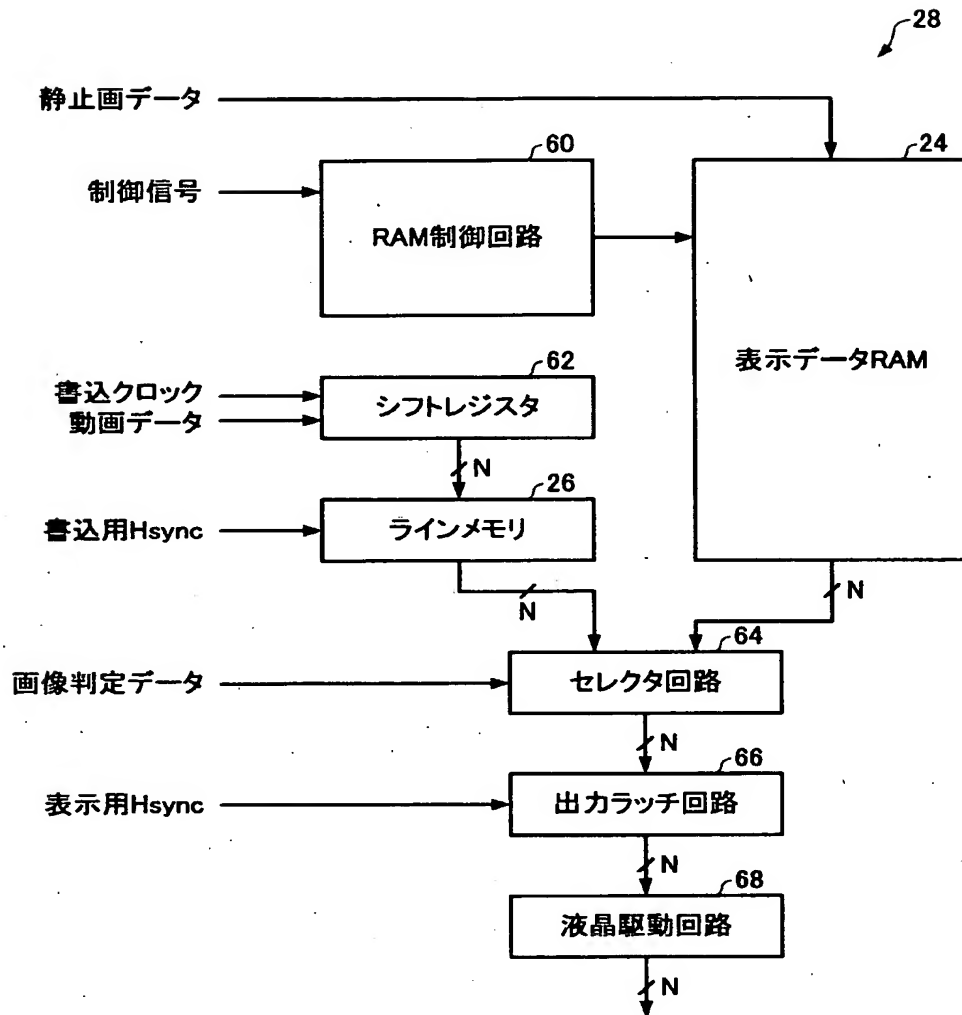 28
静止画データ
60
24
制御信号
RAM制御回路
表示データRAM
62
書込クロック
動画データ
シフトレジスタ
N
26
書込用Hsync
ラインメモリ
N
N
64
画像判定データ
セレクタ回路
N
66
表示用Hsync
出力ラッチ回路
N
68
液晶駆動回路
N